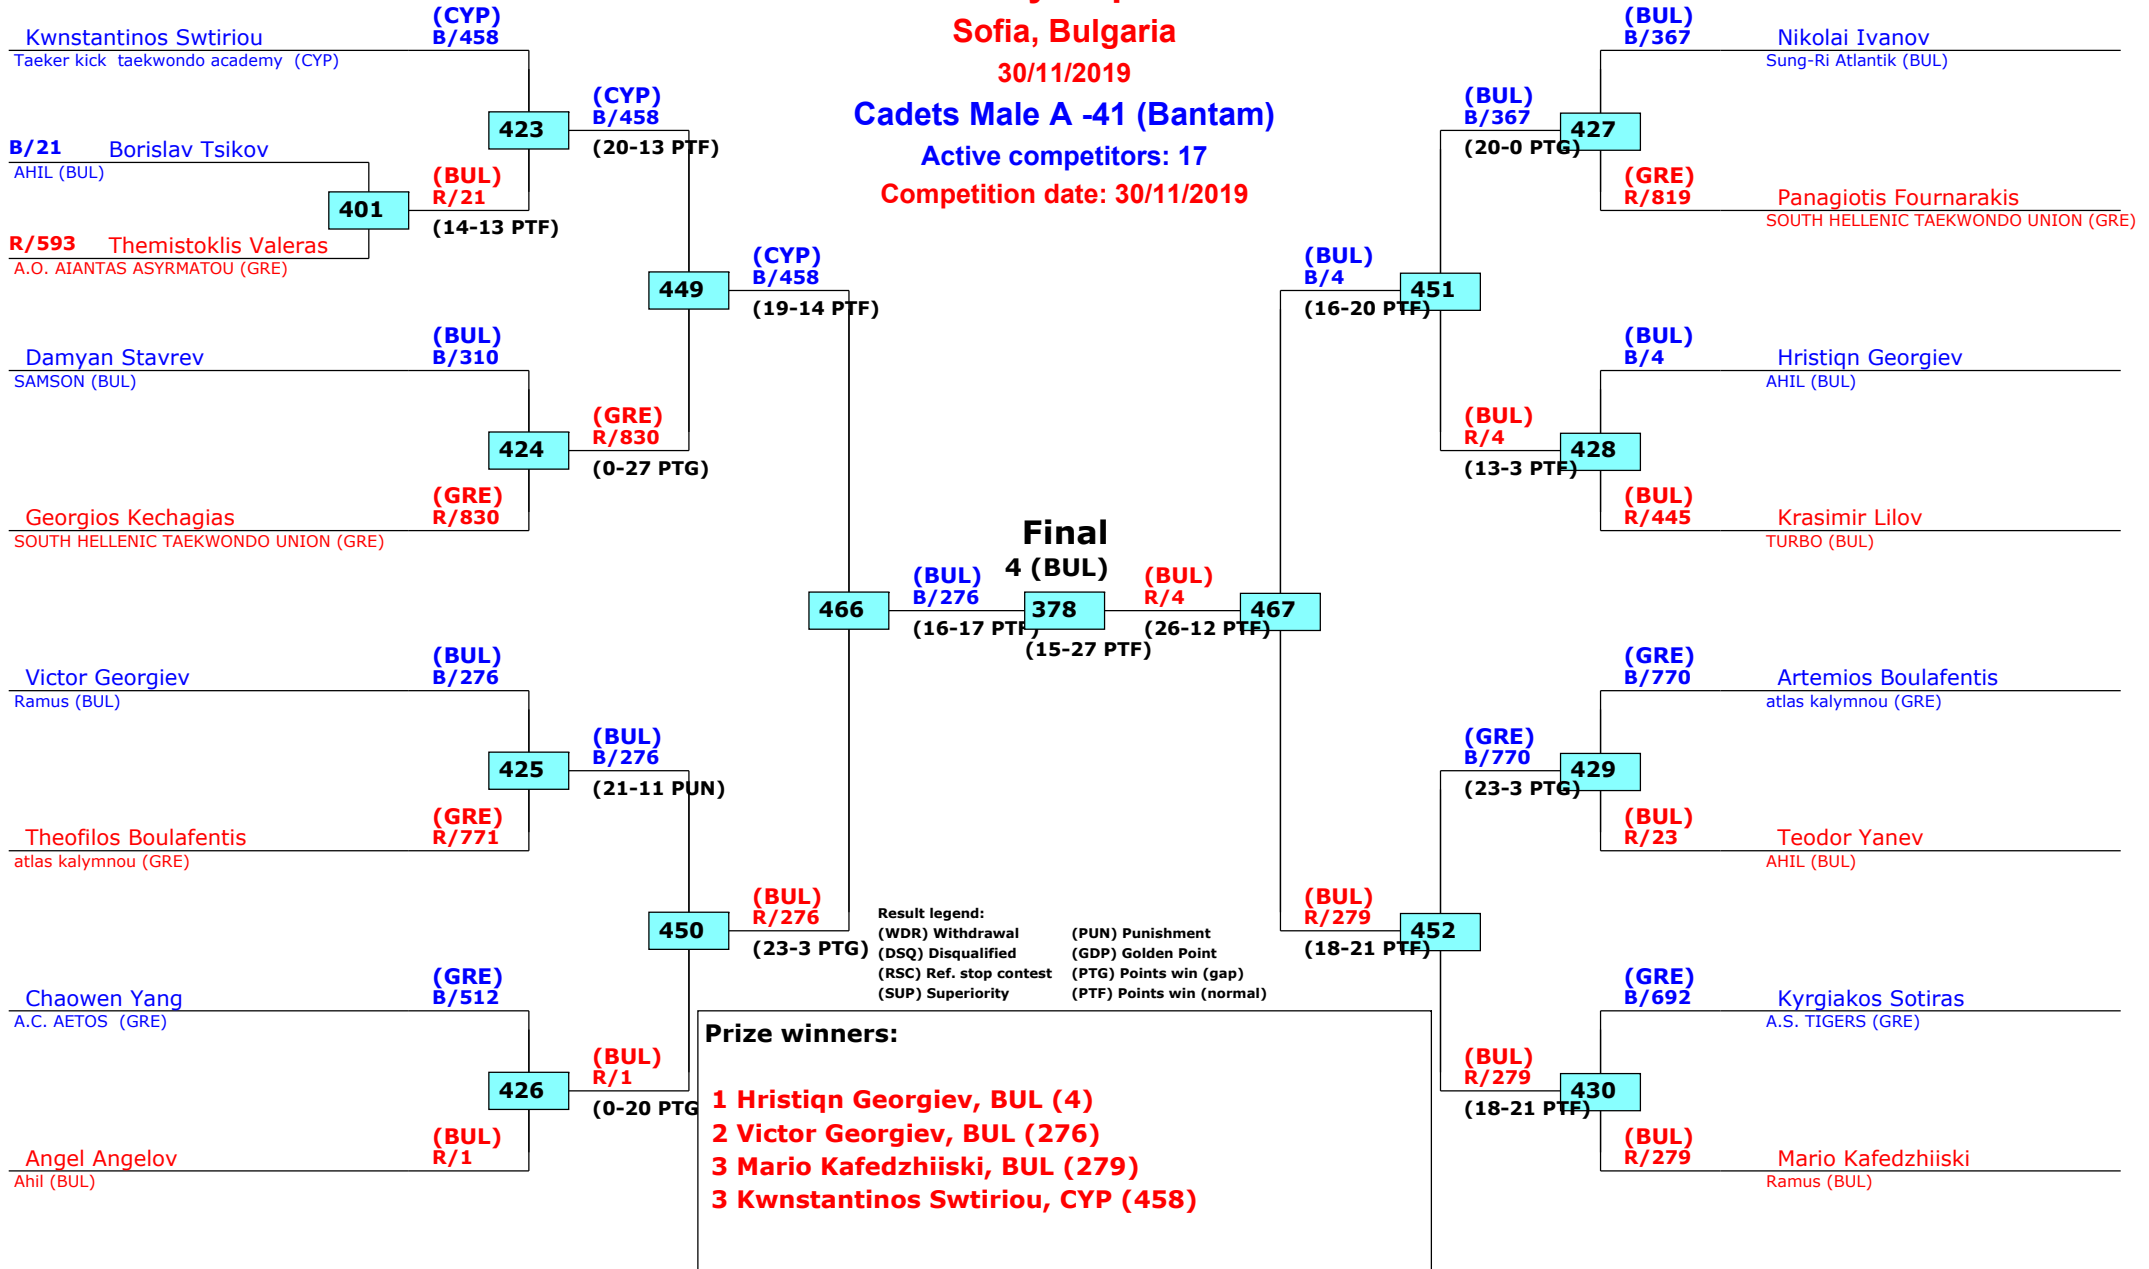 Sofia, Bulgaria
30/11/2019
Cadets Male A -41 (Bantam)
Active competitors: 17
Competition date: 30/11/2019
(CYP)
Kwnstantinos Swtiriou B/458
Taeker kick taekwondo academy (CYP)
423
(CYP)
B/458
(20-13 PTF)
B/21 Borislav Tsikov
AHIL (BUL)
401
(BUL)
R/21
(14-13 PTF)
R/593 Themistoklis Valeras
A.O. AIANTAS ASYRMATOU (GRE)
449
(CYP)
B/458
(19-14 PTF)
(BUL)
Damyan Stavrev B/310
SAMSON (BUL)
424
(GRE)
R/830
(0-27 PTG)
(GRE)
Georgios Kechagias R/830
SOUTH HELLENIC TAEKWONDO UNION (GRE)
466
(BUL)
B/276
(16-17 PTF)
Final
4 (BUL)
378
(15-27 PTF)
(BUL)
R/4
(26-12 PTF)
467
(BUL)
Victor Georgiev B/276
Ramus (BUL)
425
(BUL)
B/276
(21-11 PUN)
(GRE)
Theofilos Boulafentis R/771
atlas kalymnou (GRE)
450
(BUL)
R/276
(23-3 PTG)
(GRE)
Chaowen Yang B/512
A.C. AETOS (GRE)
426
(BUL)
R/1
(0-20 PTG
(BUL)
Angel Angelov R/1
Ahil (BUL)
(BUL)
B/367 Nikolai Ivanov
Sung-Ri Atlantik (BUL)
(BUL)
B/367
(20-0 PTG)
427
(GRE)
R/819 Panagiotis Fournarakis
SOUTH HELLENIC TAEKWONDO UNION (GRE)
(BUL)
B/4
(16-20 PTF)
451
(BUL)
B/4 Hristiqn Georgiev
AHIL (BUL)
(BUL)
R/4
(13-3 PTF)
428
(BUL)
R/445 Krasimir Lilov
TURBO (BUL)
(GRE)
B/770 Artemios Boulafentis
atlas kalymnou (GRE)
(GRE)
B/770
(23-3 PTG)
429
(BUL)
R/23 Teodor Yanev
AHIL (BUL)
(BUL)
R/279
(18-21 PTF)
452
(GRE)
B/692 Kyrgiakos Sotiras
A.S. TIGERS (GRE)
(BUL)
R/279
(18-21 PTF)
430
(BUL)
R/279 Mario Kafedzhiiski
Ramus (BUL)
Result legend:
(WDR) Withdrawal (PUN) Punishment
(DSQ) Disqualified (GDP) Golden Point
(RSC) Ref. stop contest (PTG) Points win (gap)
(SUP) Superiority (PTF) Points win (normal)
Prize winners:
1 Hristiqn Georgiev, BUL (4)
2 Victor Georgiev, BUL (276)
3 Mario Kafedzhiiski, BUL (279)
3 Kwnstantinos Swtiriou, CYP (458)